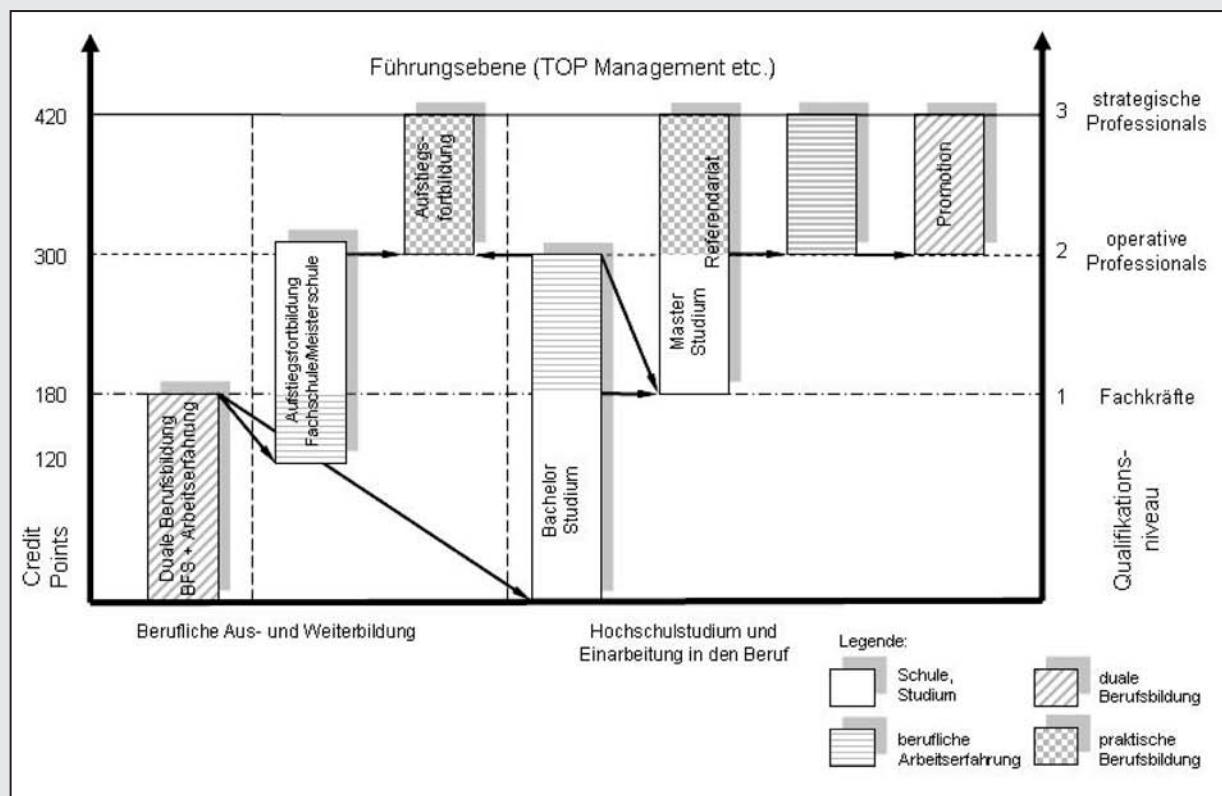 Führungsebene (TOP Management etc.)
420
300
180
120
Credit
Points
3
strategische
Professionals
2
operative
Professionals
1
Fachkräfte
Qualifikations-
niveau
Duale Berufsbildung
BFS + Arbeitserfahrung
Aufstiegsfortbildung
Fachschule/Meisterschule
Aufstiegs-
fortbildung
Bachelor
Studium
Master
Studium
Referendariat
Promotion
Berufliche Aus- und Weiterbildung
Hochschulstudium und
Einarbeitung in den Beruf
Legende:
Schule,
Studium
duale
Berufsbildung
berufliche
Arbeitserfahrung
praktische
Berufsbildung